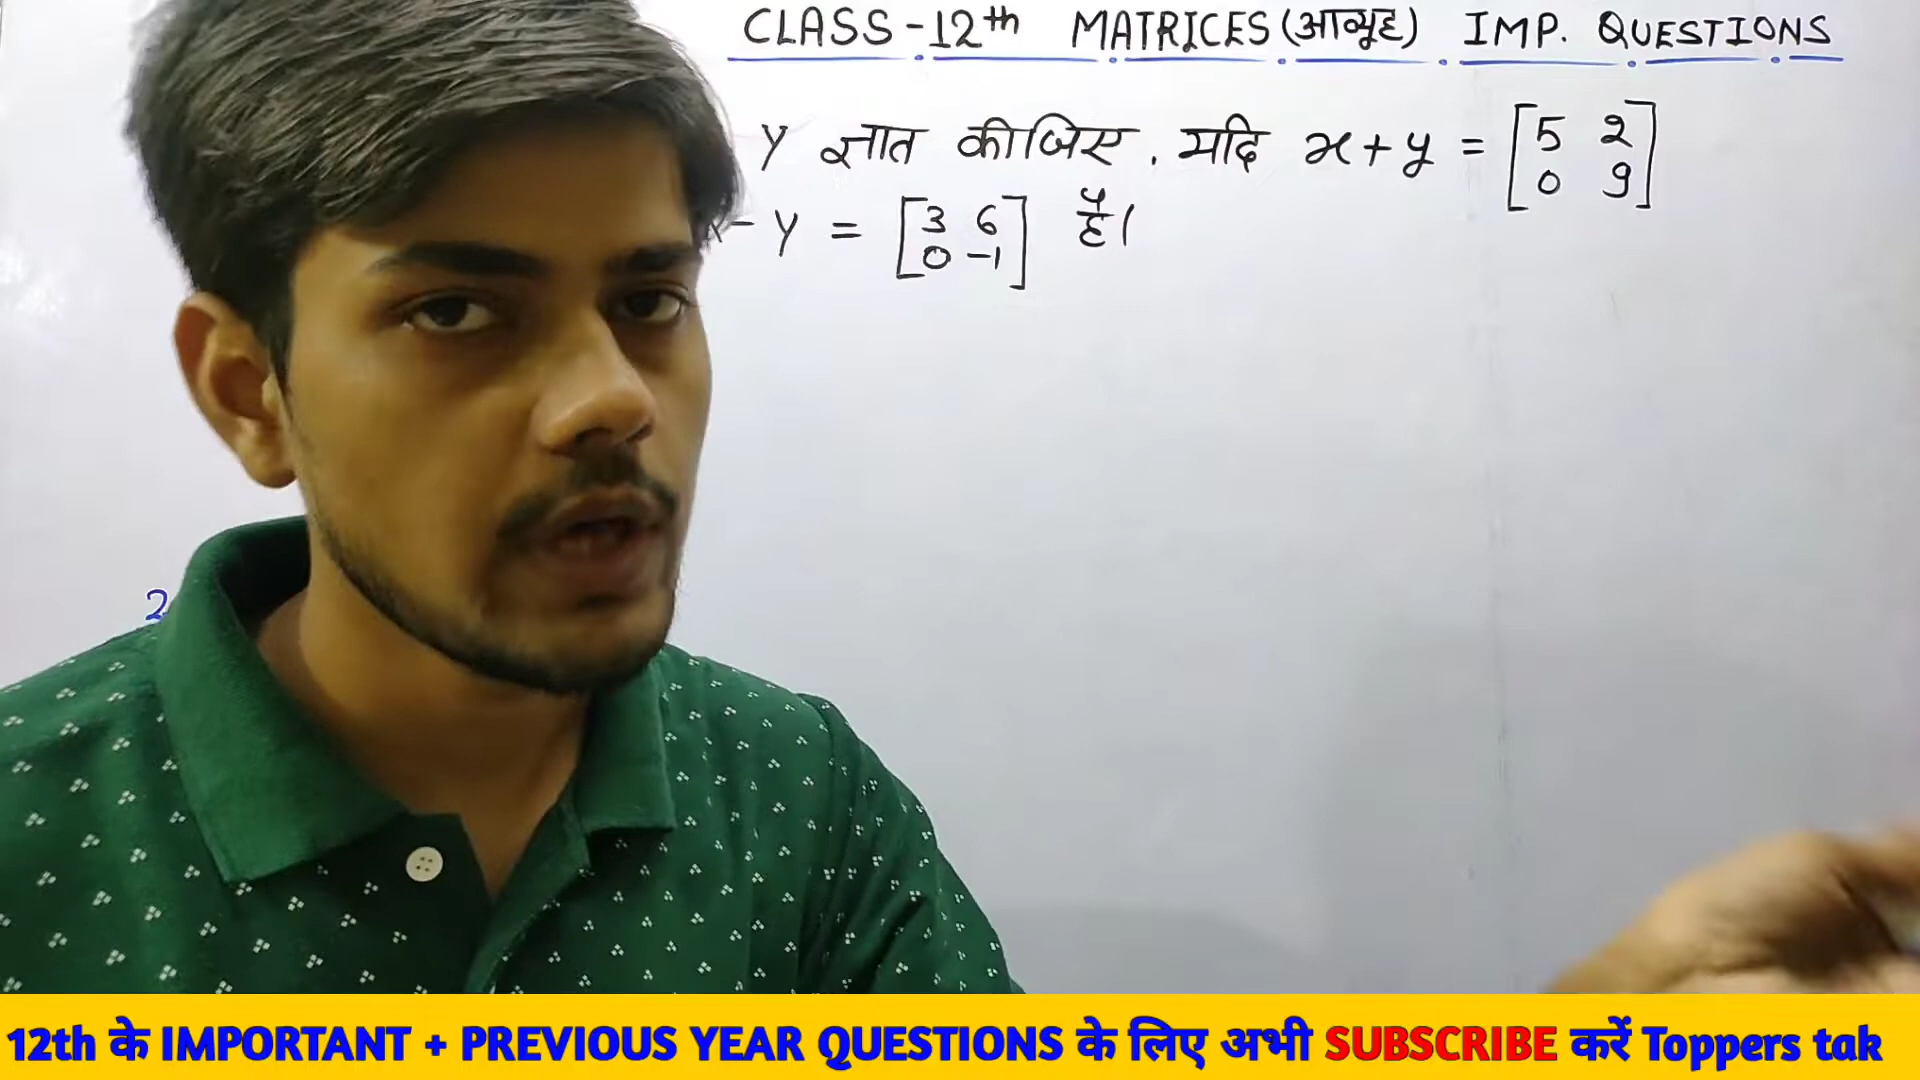 CLASS-12th MATRICES (आव्यूह) IMP. QUESTIONS
y ज्ञात कीजिए. यदि x+y = [5 2
0 9]
- y = [3 6
0 -1] है।
2
12th के IMPORTANT + PREVIOUS YEAR QUESTIONS के लिए अभी SUBSCRIBE करें Toppers tak